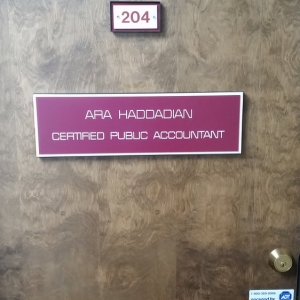 204
ARA HADDADIAN
CERTIFIED PUBLIC ACCOUNTANT